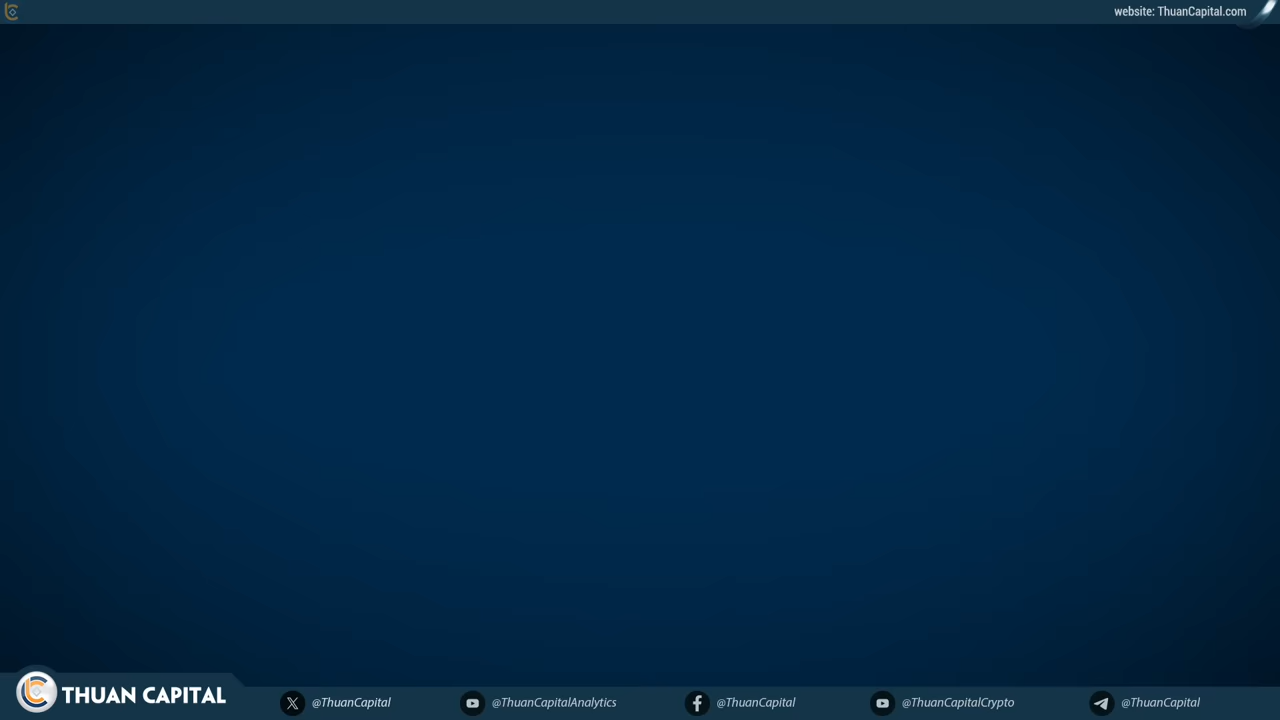 website: ThuanCapital.com
THUAN CAPITAL
@ThuanCapital
@ThuanCapitalAnalytics
@ThuanCapital
@ThuanCapitalCrypto
@ThuanCapital